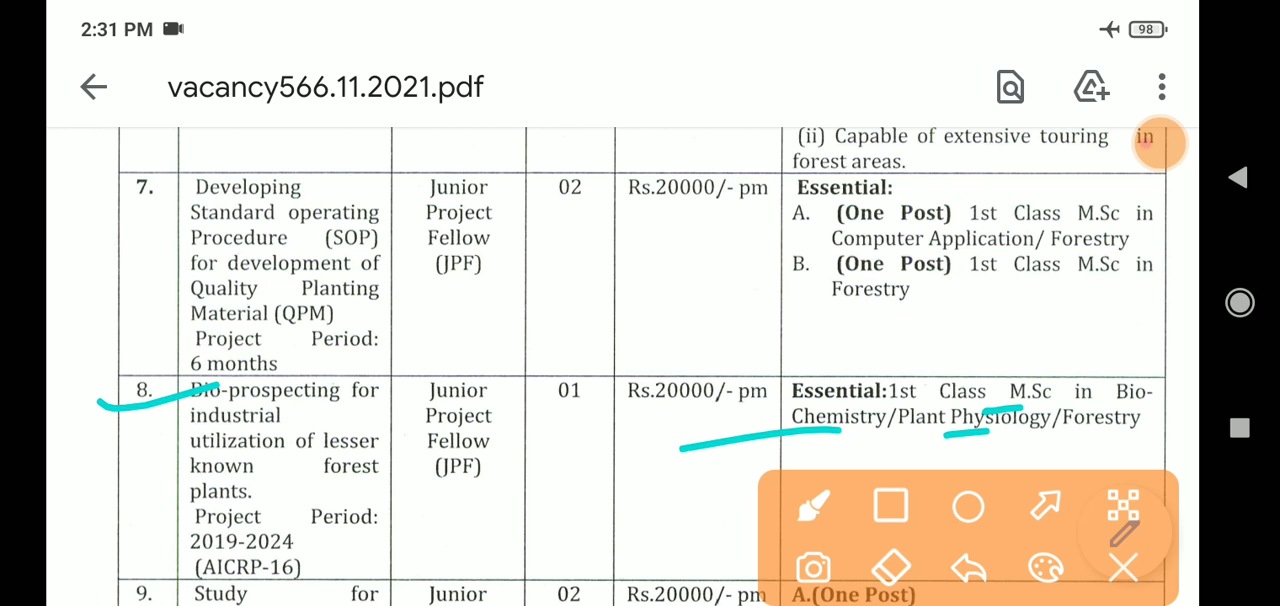 2:31 PM
98
vacancy566.11.2021.pdf
(ii) Capable of extensive touring in
forest areas.
7.
Developing
Standard operating
Procedure (SOP)
for development of
Quality Planting
Material (QPM)
Project Period:
6 months
Junior
Project
Fellow
(JPF)
02
Rs.20000/- pm
Essential:
A. (One Post) 1st Class M.Sc in
Computer Application/ Forestry
B. (One Post) 1st Class M.Sc in
Forestry
8.
Bio-prospecting for
industrial
utilization of lesser
known forest
plants.
Project Period:
2019-2024
(AICRP-16)
Junior
Project
Fellow
(JPF)
01
Rs.20000/- pm
Essential:1st Class M.Sc in Bio-
Chemistry/Plant Physiology/Forestry
9.
Study for
Junior
02
Rs.20000/- pm
A.(One Post)